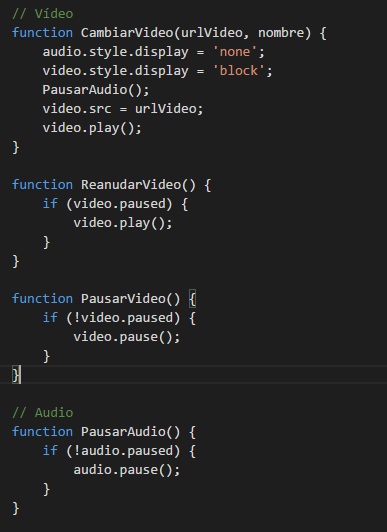 // Vídeo
function CambiarVideo(urlVideo, nombre) {
    audio.style.display = 'none';
    video.style.display = 'block';
    PausarAudio();
    video.src = urlVideo;
    video.play();
}

function ReanudarVideo() {
    if (video.paused) {
        video.play();
    }
}

function PausarVideo() {
    if (!video.paused) {
        video.pause();
    }
}

// Audio
function PausarAudio() {
    if (!audio.paused) {
        audio.pause();
    }
}